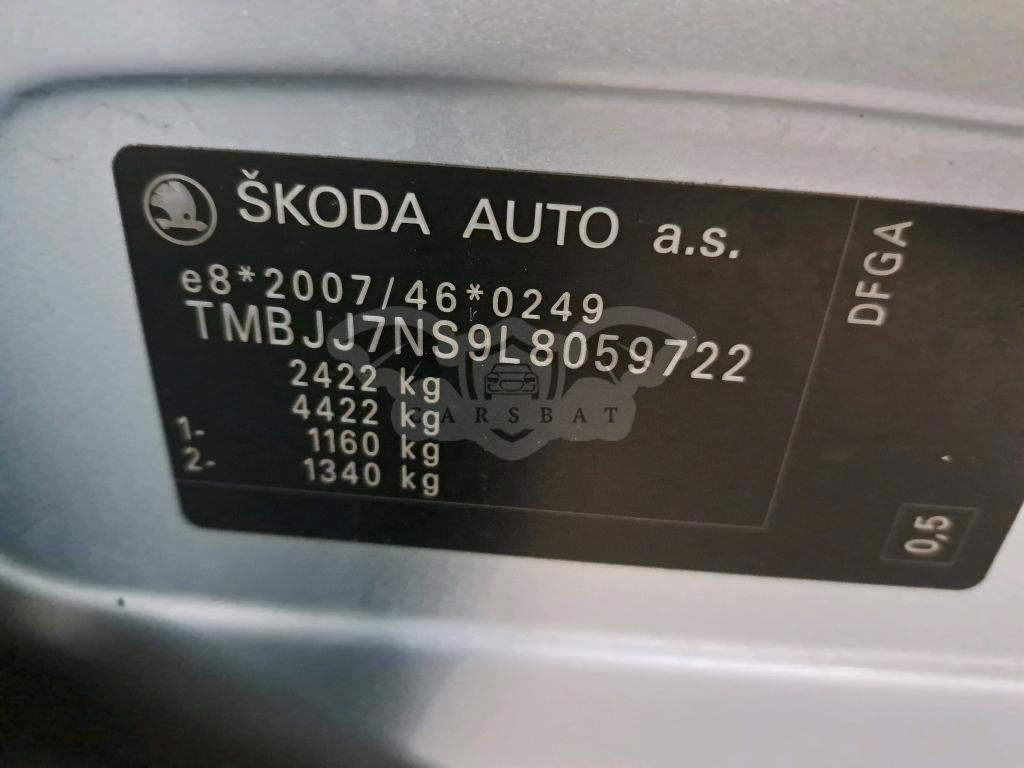 ŠKODA AUTO a.s.
e8*2007/46*0249
TMBJJ7NS9L8059722
2422 kg
4422 kg
1- 1160 kg
2- 1340 kg
DFGA
0,5
CARSBAT